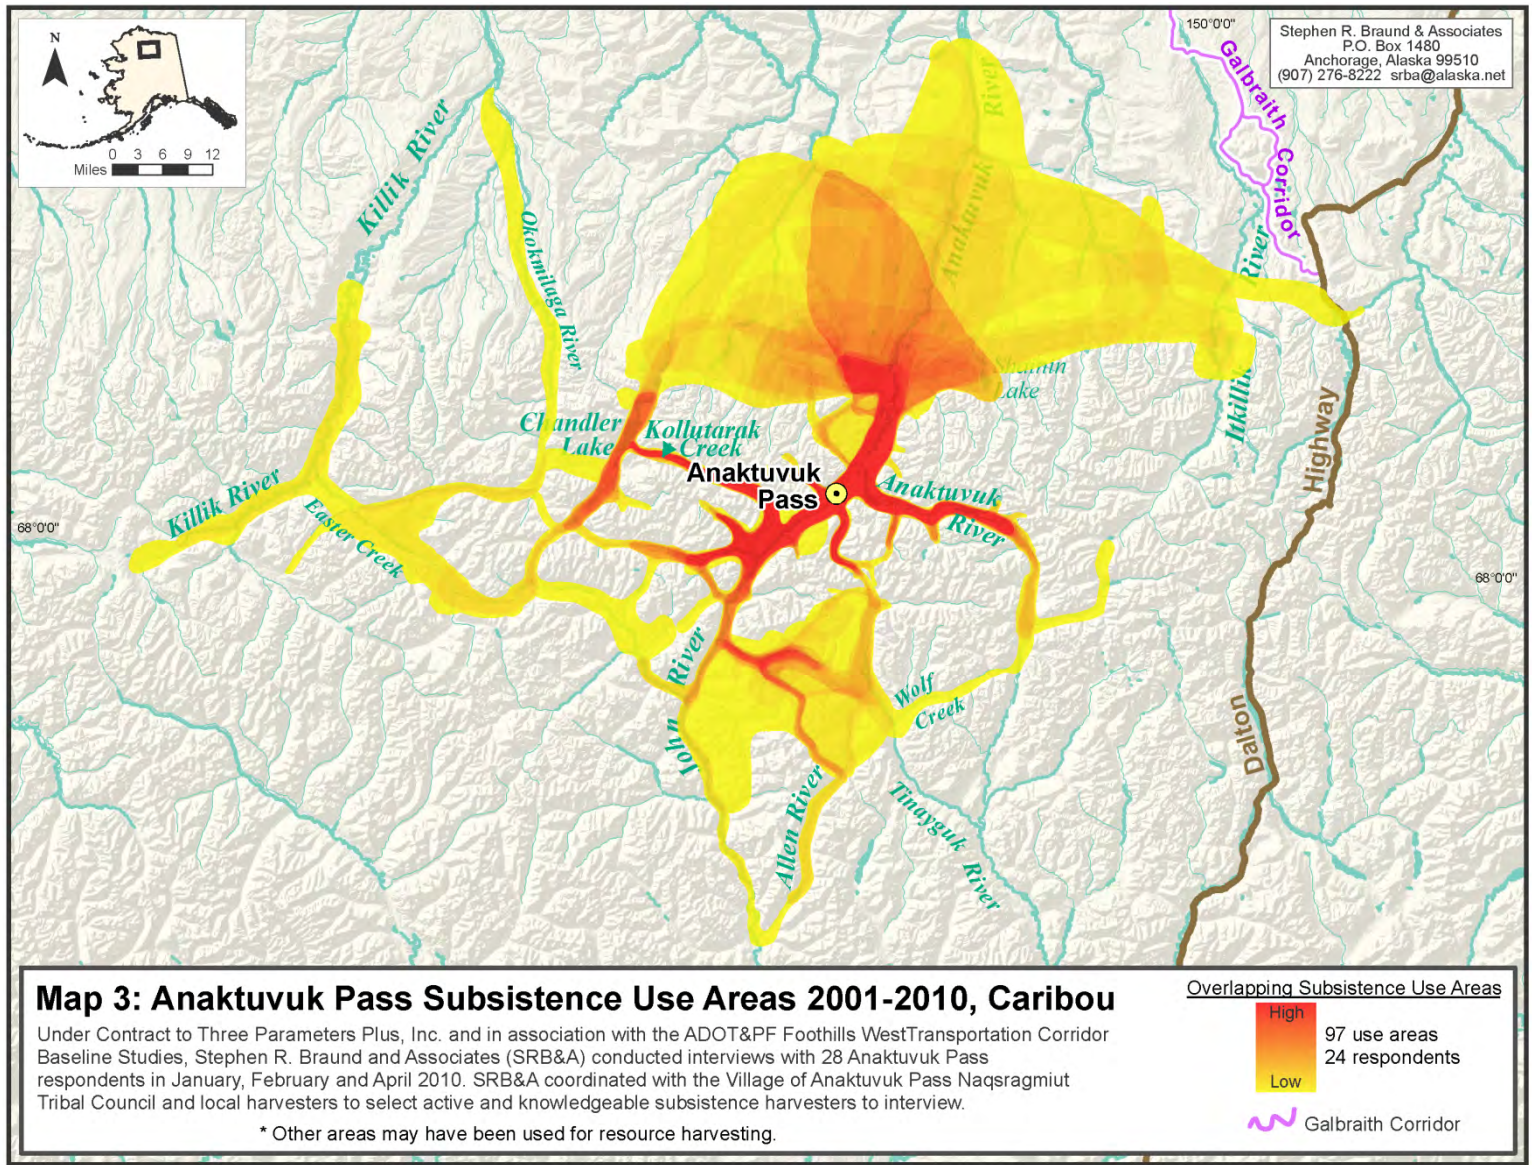 N
Miles 0 3 6 9 12
150°0'0"
Stephen R. Braund & Associates
P.O. Box 1480
Anchorage, Alaska 99510
(907) 276-8222 srba@alaska.net
Galbraith Corridor
River
Anaktuvuk
Killik River
Okokmilaga River
River
Itkillik
Shainin
Lake
Chandler
Lake
Kollutarak
Creek
Anaktuvuk
Pass
Anaktuvuk
River
Killik River
Easter Creek
68°0'0"
68°0'0"
Highway
Dalton
River
John
Wolf
Creek
Allen River
Tinayguk River
Map 3: Anaktuvuk Pass Subsistence Use Areas 2001-2010, Caribou
Under Contract to Three Parameters Plus, Inc. and in association with the ADOT&PF Foothills WestTransportation Corridor
Baseline Studies, Stephen R. Braund and Associates (SRB&A) conducted interviews with 28 Anaktuvuk Pass
respondents in January, February and April 2010. SRB&A coordinated with the Village of Anaktuvuk Pass Naqsragmiut
Tribal Council and local harvesters to select active and knowledgeable subsistence harvesters to interview.
* Other areas may have been used for resource harvesting.
Overlapping Subsistence Use Areas
High
97 use areas
24 respondents
Low
Galbraith Corridor